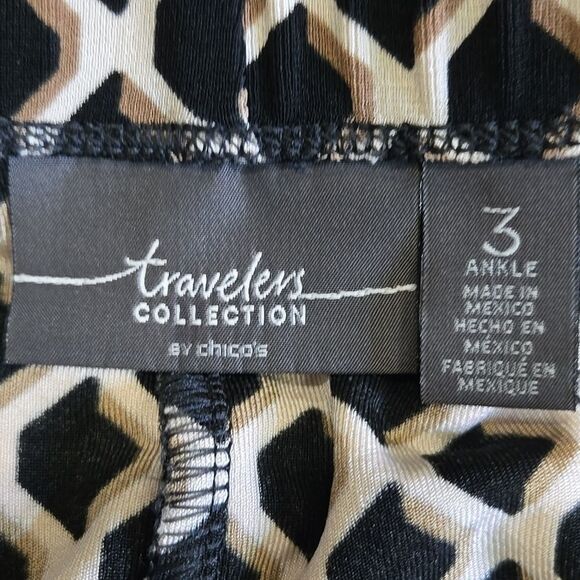 travelers
COLLECTION
BY chico's
3
ANKLE
MADE IN
MEXICO
HECHO EN
MÉXICO
FABRIQUÉ EN
MEXIQUE